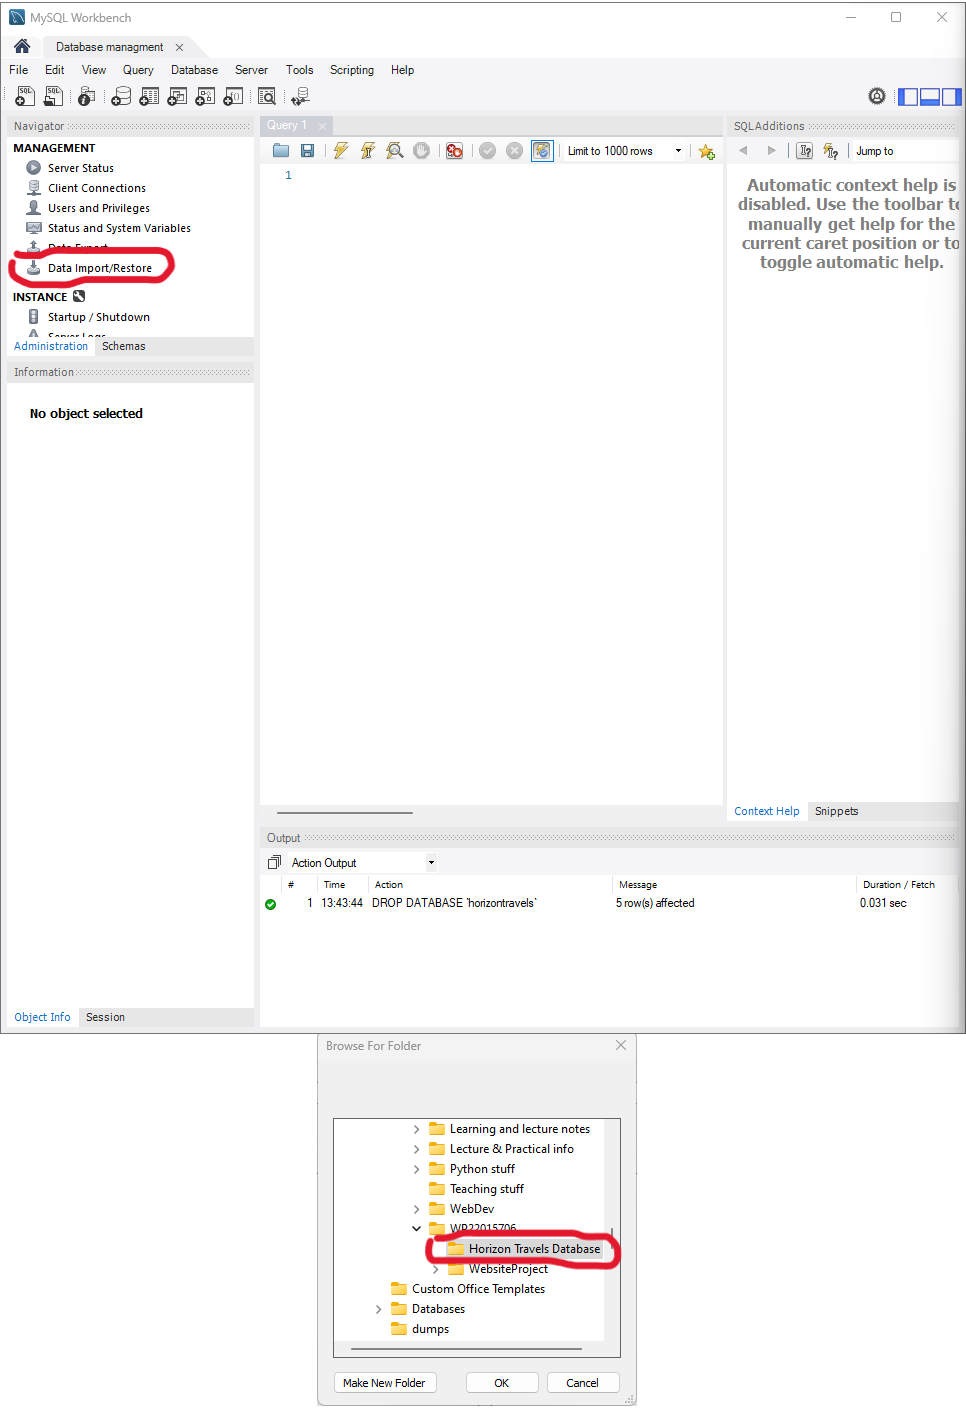 MySQL Workbench
Database managment
File Edit View Query Database Server Tools Scripting Help
Navigator
MANAGEMENT
Server Status
Client Connections
Users and Privileges
Status and System Variables
Data Export
Data Import/Restore
INSTANCE
Startup / Shutdown
Server Logs
Administration Schemas
Information
No object selected
Object Info Session
Query 1
Limit to 1000 rows
1
SQLAdditions
Jump to
Automatic context help is
disabled. Use the toolbar to
manually get help for the
current caret position or to
toggle automatic help.
Context Help Snippets
Output
Action Output
# Time Action Message Duration / Fetch
1 13:43:44 DROP DATABASE `horizontravels` 5 row(s) affected 0.031 sec
Browse For Folder
Learning and lecture notes
Lecture & Practical info
Python stuff
Teaching stuff
WebDev
WP22015706
Horizon Travels Database
WebsiteProject
Custom Office Templates
Databases
dumps
Make New Folder OK Cancel